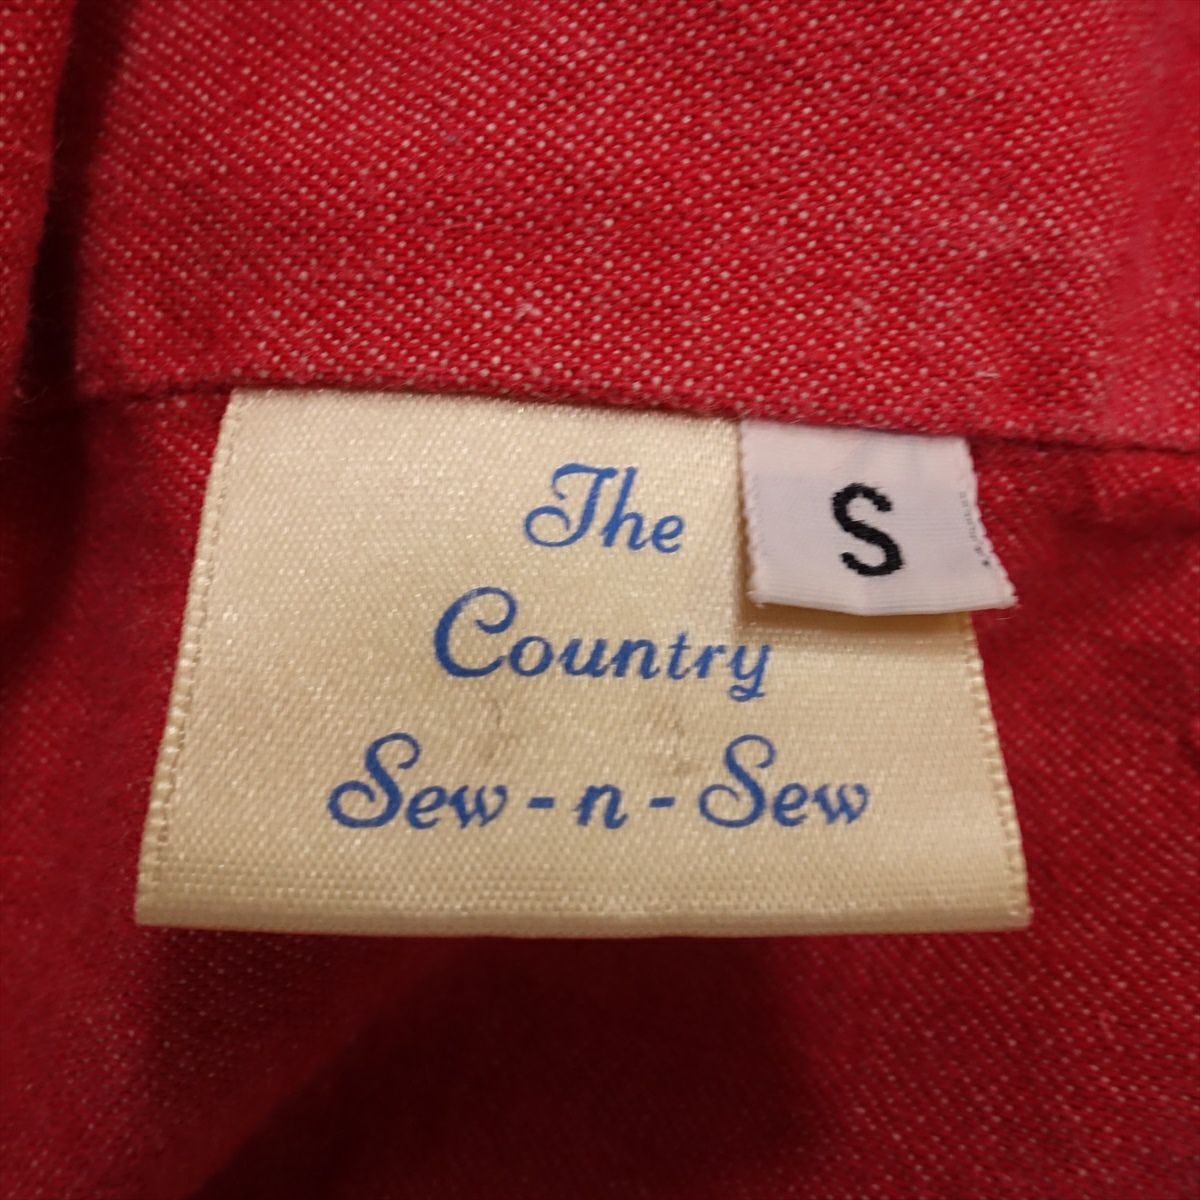 The
S
Country
Sew - n - Sew